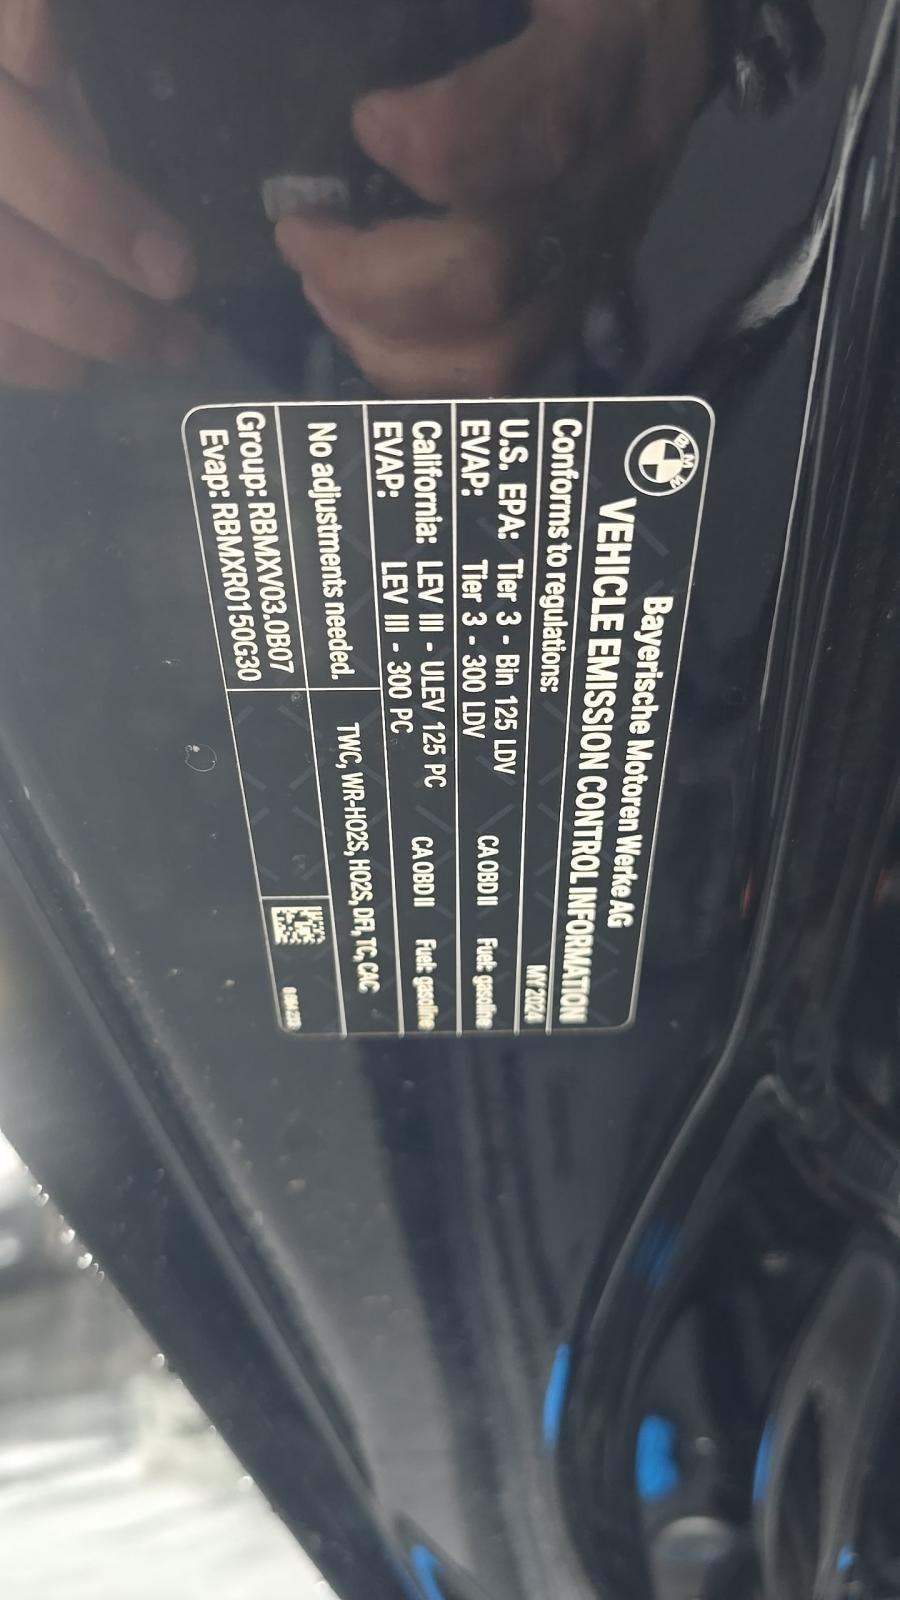 BMW
Bayerische Motoren Werke AG
VEHICLE EMISSION CONTROL INFORMATION
Conforms to regulations: MY 2024
U.S. EPA: Tier 3 - Bin 125 LDV CA OBD II Fuel: gasoline
EVAP: Tier 3 - 300 LDV
California: LEV III - ULEV 125 PC CA OBD II Fuel: gasoline
EVAP: LEV III - 300 PC
No adjustments needed. TWC, WR-HO2S, HO2S, DFI, TC, CAC
Group: RBMXV03.0B07
Evap: RBMXR0150G30